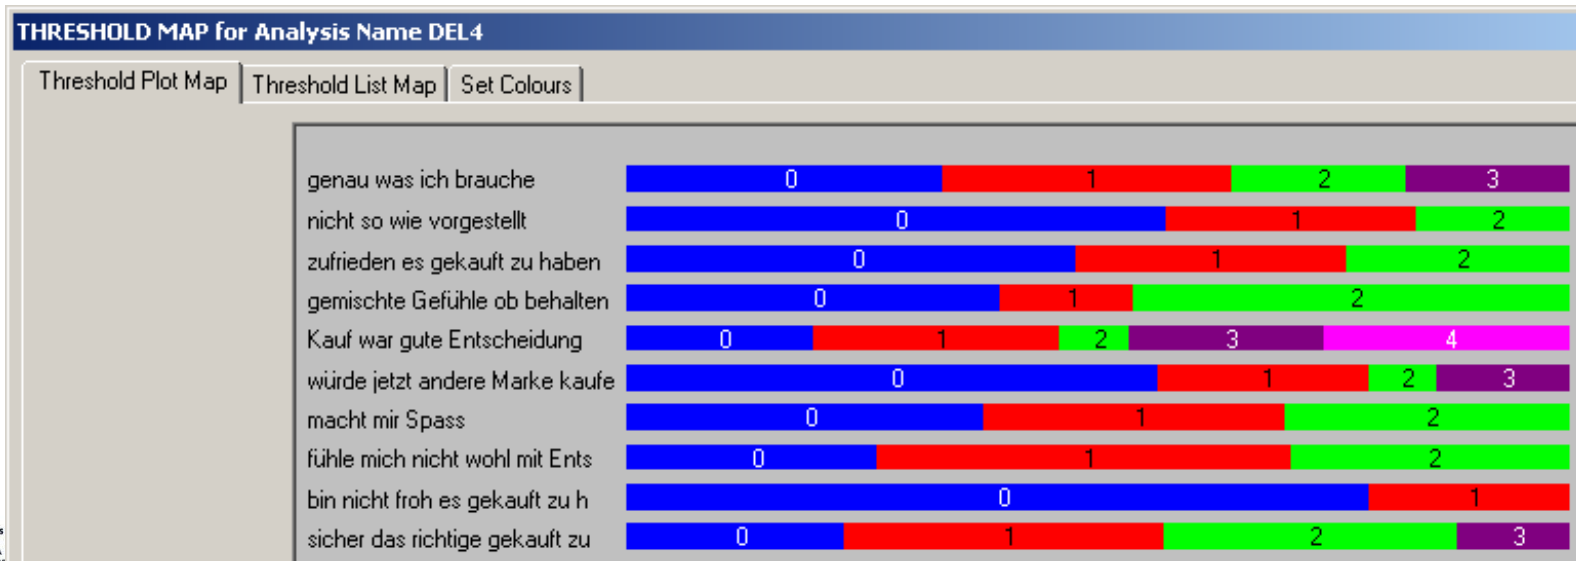 THRESHOLD MAP for Analysis Name DEL4
Threshold Plot Map Threshold List Map Set Colours
genau was ich brauche 0 1 2 3
nicht so wie vorgestellt 0 1 2
zufrieden es gekauft zu haben 0 1 2
gemischte Gefühle ob behalten 0 1 2
Kauf war gute Entscheidung 0 1 2 3 4
würde jetzt andere Marke kaufe 0 1 2 3
macht mir Spass 0 1 2
fühle mich nicht wohl mit Ents 0 1 2
bin nicht froh es gekauft zu h 0 1
sicher das richtige gekauft zu 0 1 2 3